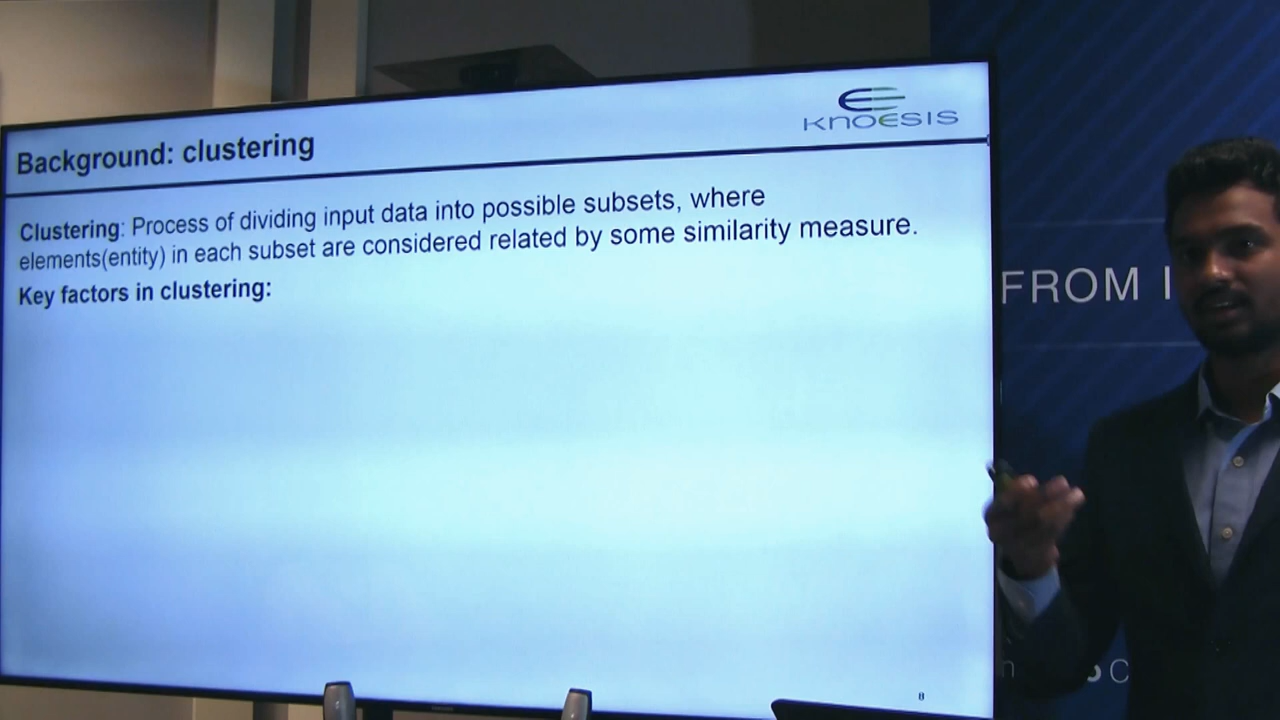 Background: clustering
KNOESIS
Clustering: Process of dividing input data into possible subsets, where
elements(entity) in each subset are considered related by some similarity measure.
Key factors in clustering:
8
FROM I